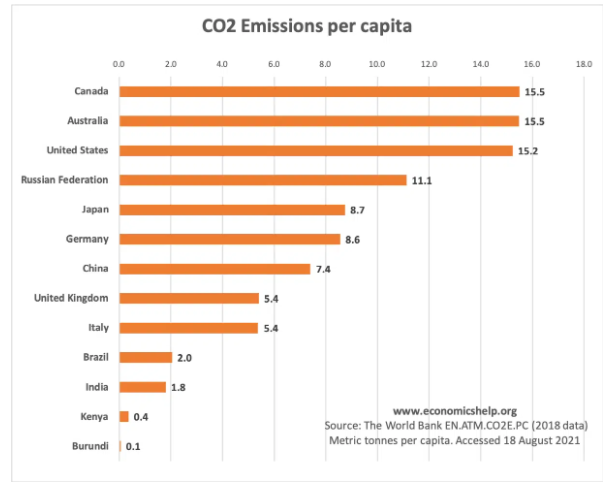 CO2 Emissions per capita
0.0 2.0 4.0 6.0 8.0 10.0 12.0 14.0 16.0 18.0
Canada 15.5
Australia 15.5
United States 15.2
Russian Federation 11.1
Japan 8.7
Germany 8.6
China 7.4
United Kingdom 5.4
Italy 5.4
Brazil 2.0
India 1.8
Kenya 0.4
Burundi 0.1
www.economicshelp.org
Source: The World Bank EN.ATM.CO2E.PC (2018 data)
Metric tonnes per capita. Accessed 18 August 2021